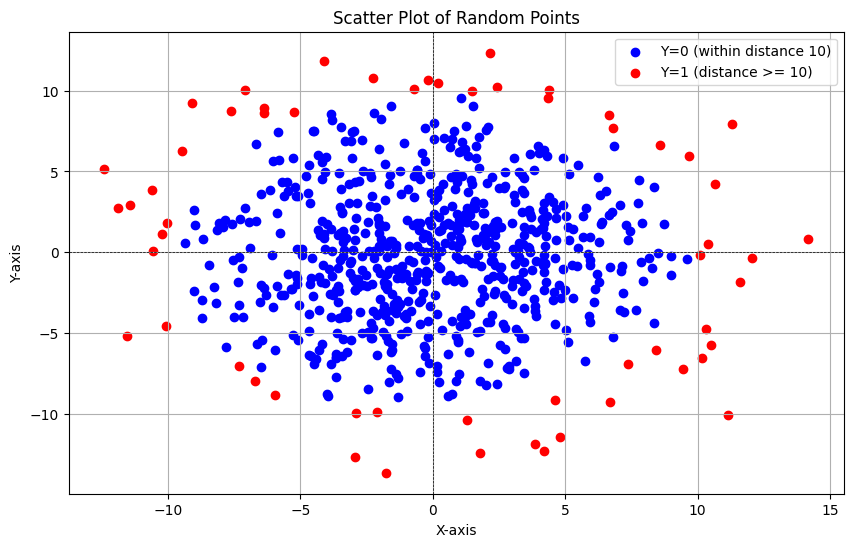 Scatter Plot of Random Points
Y=0 (within distance 10)
Y=1 (distance >= 10)
10
5
0
−5
−10
Y-axis
−10
−5
0
5
10
15
X-axis